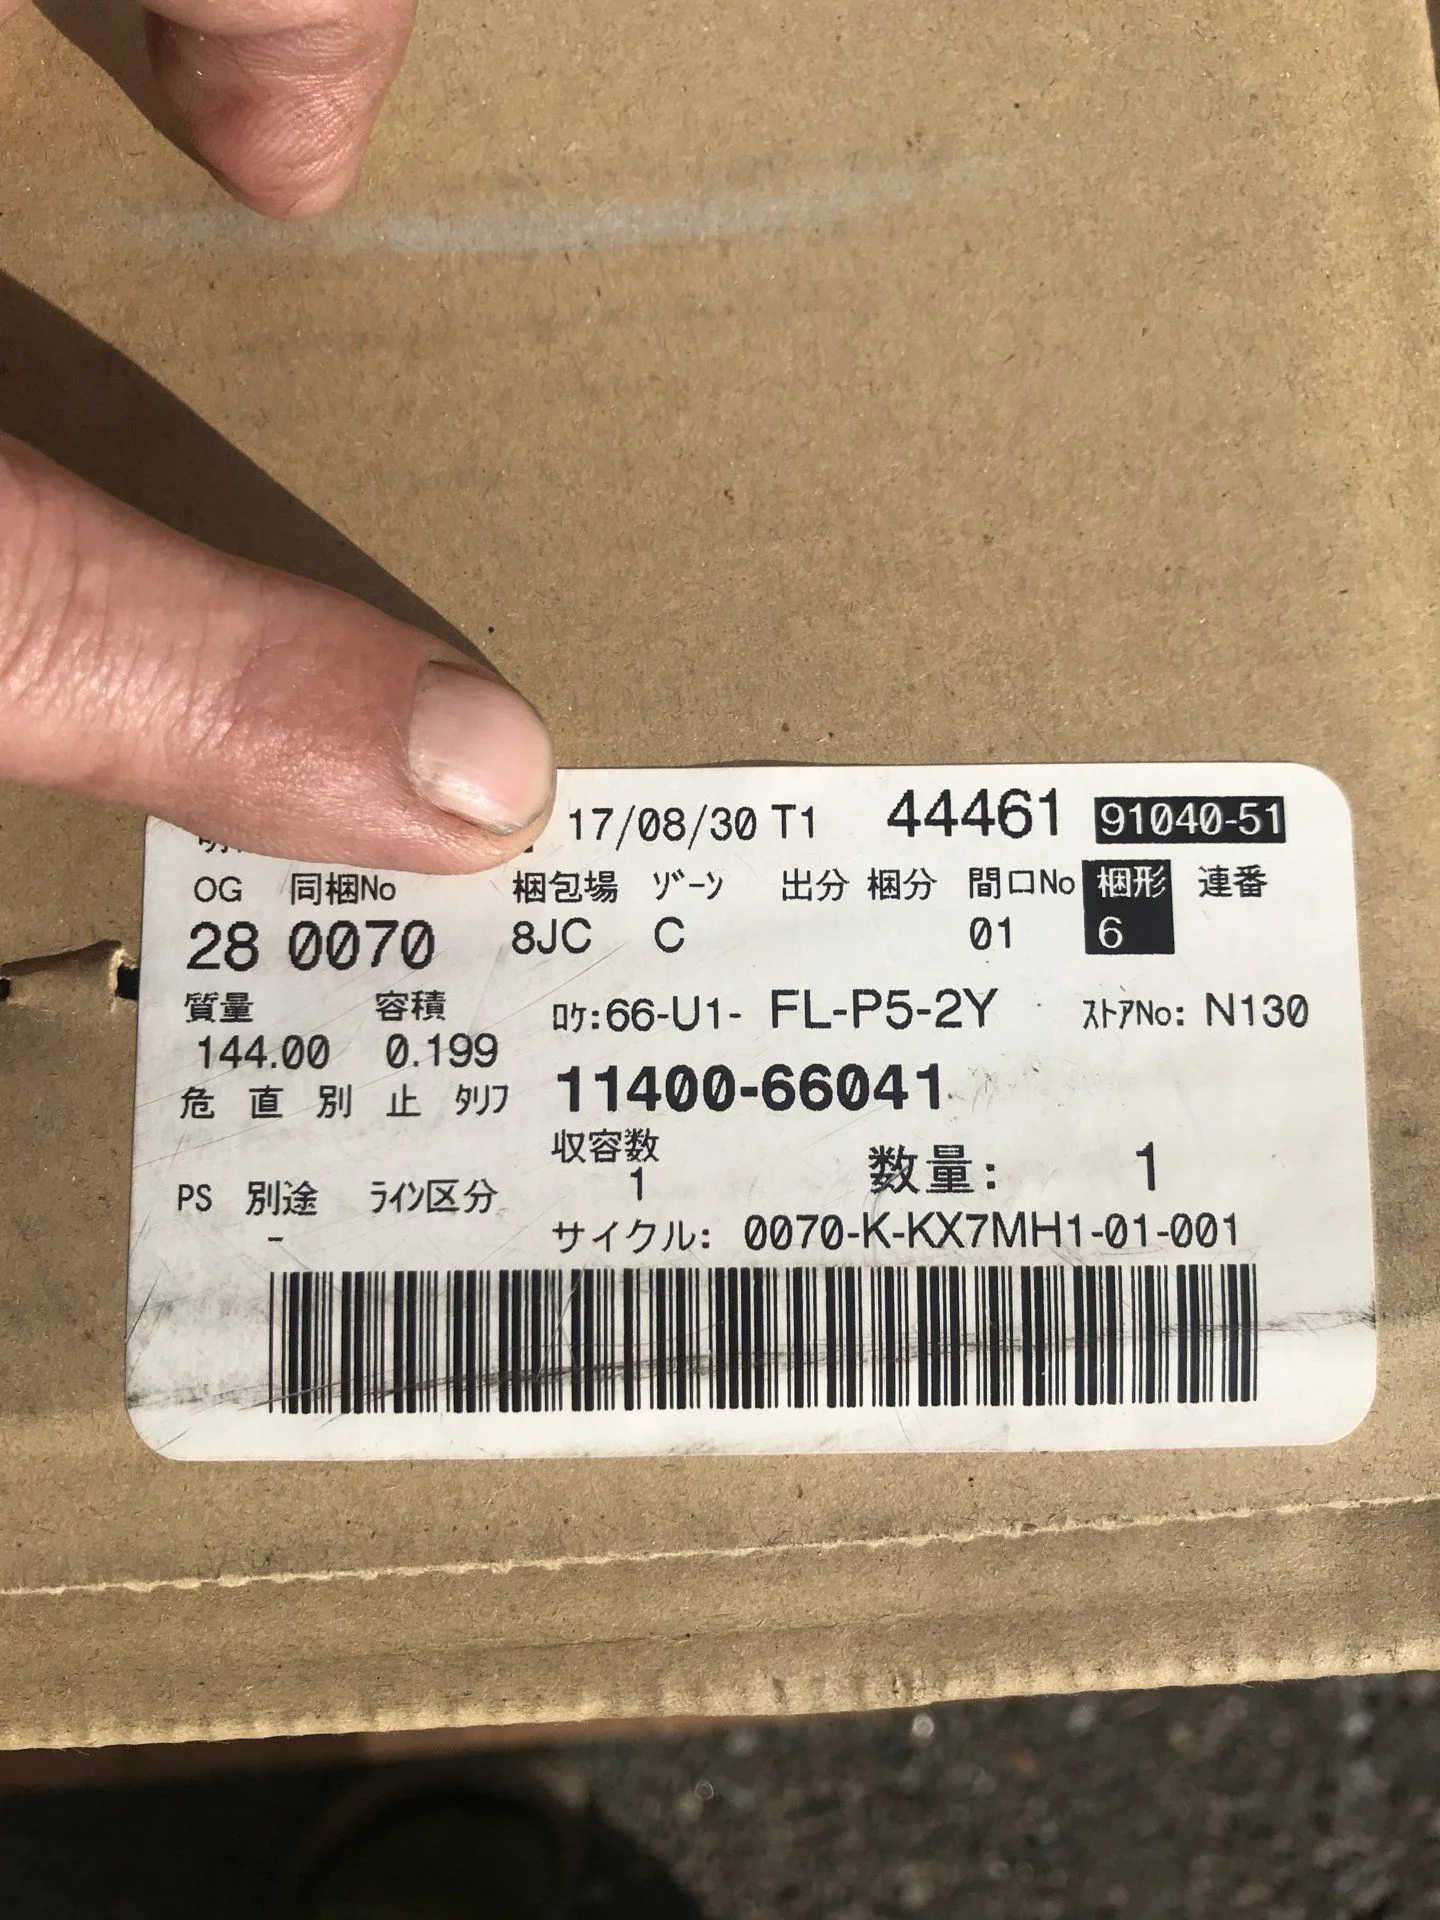 17/08/30 T1 44461 91040-51
OG 同梱No 梱包場 ｿﾞｰﾝ 出分 梱分 間口No 梱形 連番
28 0070 8JC C 01 6
質量 容積 ﾛｹ:66-U1- FL-P5-2Y ｽﾄｱNo: N130
144.00 0.199
11400-66041
危 直 別 止 ﾀﾘﾌ
収容数 数量: 1
1
PS 別途 ﾗｲﾝ区分
-
サイクル: 0070-K-KX7MH1-01-001